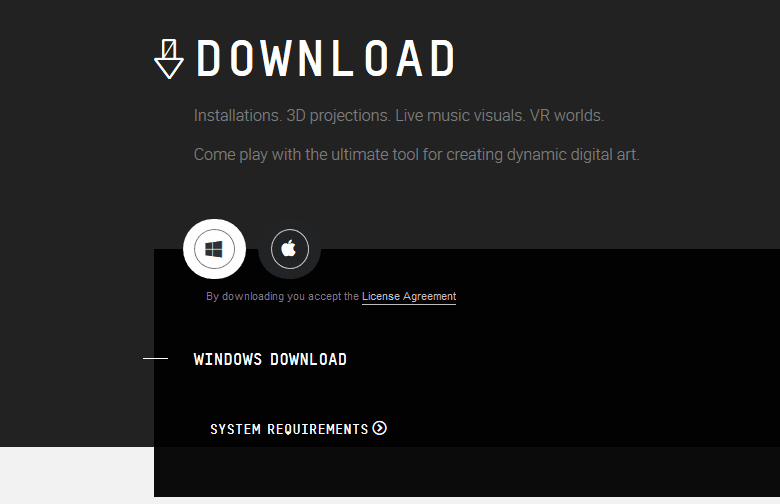 DOWNLOAD
Installations. 3D projections. Live music visuals. VR worlds.
Come play with the ultimate tool for creating dynamic digital art.
By downloading you accept the License Agreement
WINDOWS DOWNLOAD
SYSTEM REQUIREMENTS